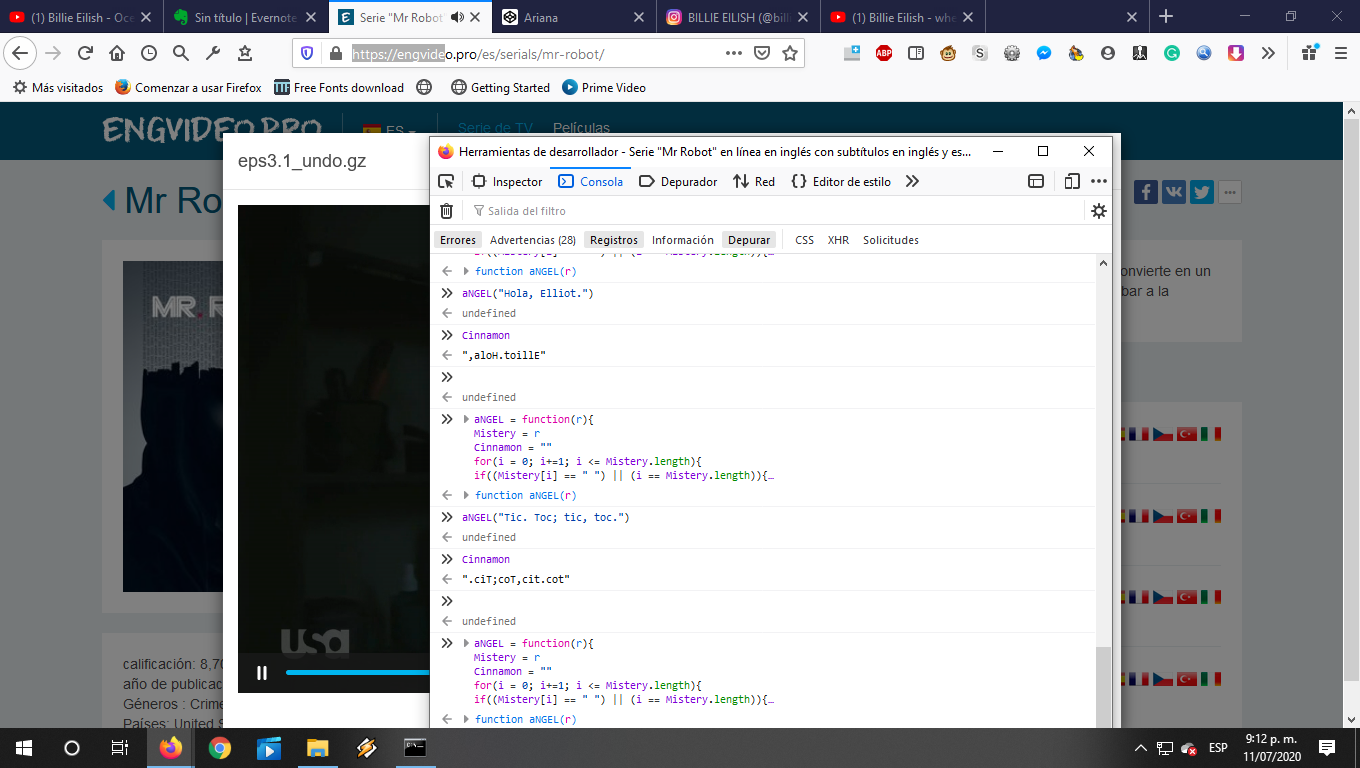 (1) Billie Eilish - Oce
Sin título | Evernote
Serie "Mr Robot"
Ariana
BILLIE EILISH (@billi
(1) Billie Eilish - whe
https://engvideo.pro/es/serials/mr-robot/
ABP
Más visitados
Comenzar a usar Firefox
Free Fonts download
Getting Started
Prime Video
ENGVIDEO.PRO
ES
Serie de TV
Películas
eps3.1_undo.gz
Mr Ro
MR. R
usa
calificación: 8,70
año de publicac
Géneros : Crime
Países: United S
onvierte en un
bar a la
Herramientas de desarrollador - Serie "Mr Robot" en línea en inglés con subtítulos en inglés y es...
Inspector
Consola
Depurador
Red
Editor de estilo
Salida del filtro
Errores
Advertencias (28)
Registros
Información
Depurar
CSS
XHR
Solicitudes
if((Mistery[i] == " ") || (i == Mistery.length)){…
function aNGEL(r)
aNGEL("Hola, Elliot.")
undefined
Cinnamon
",aloH.toillE"
undefined
aNGEL = function(r){
Mistery = r
Cinnamon = ""
for(i = 0; i+=1; i <= Mistery.length){
if((Mistery[i] == " ") || (i == Mistery.length)){…
function aNGEL(r)
aNGEL("Tic. Toc; tic, toc.")
undefined
Cinnamon
".ciT;coT,cit.cot"
undefined
aNGEL = function(r){
Mistery = r
Cinnamon = ""
for(i = 0; i+=1; i <= Mistery.length){
if((Mistery[i] == " ") || (i == Mistery.length)){…
function aNGEL(r)
ESP
9:12 p. m.
11/07/2020